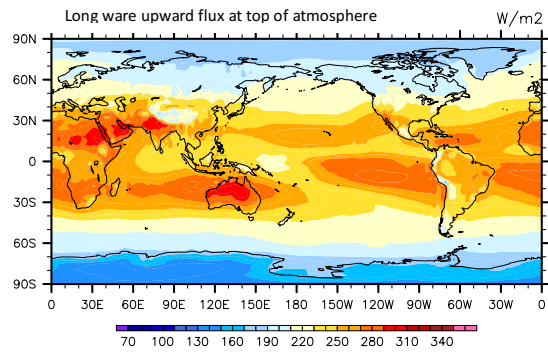 Long ware upward flux at top of atmosphere
W/m2
90N
60N
30N
0
30S
60S
90S
0 30E 60E 90E 120E 150E 180 150W 120W 90W 60W 30W 0
70 100 130 160 190 220 250 280 310 340